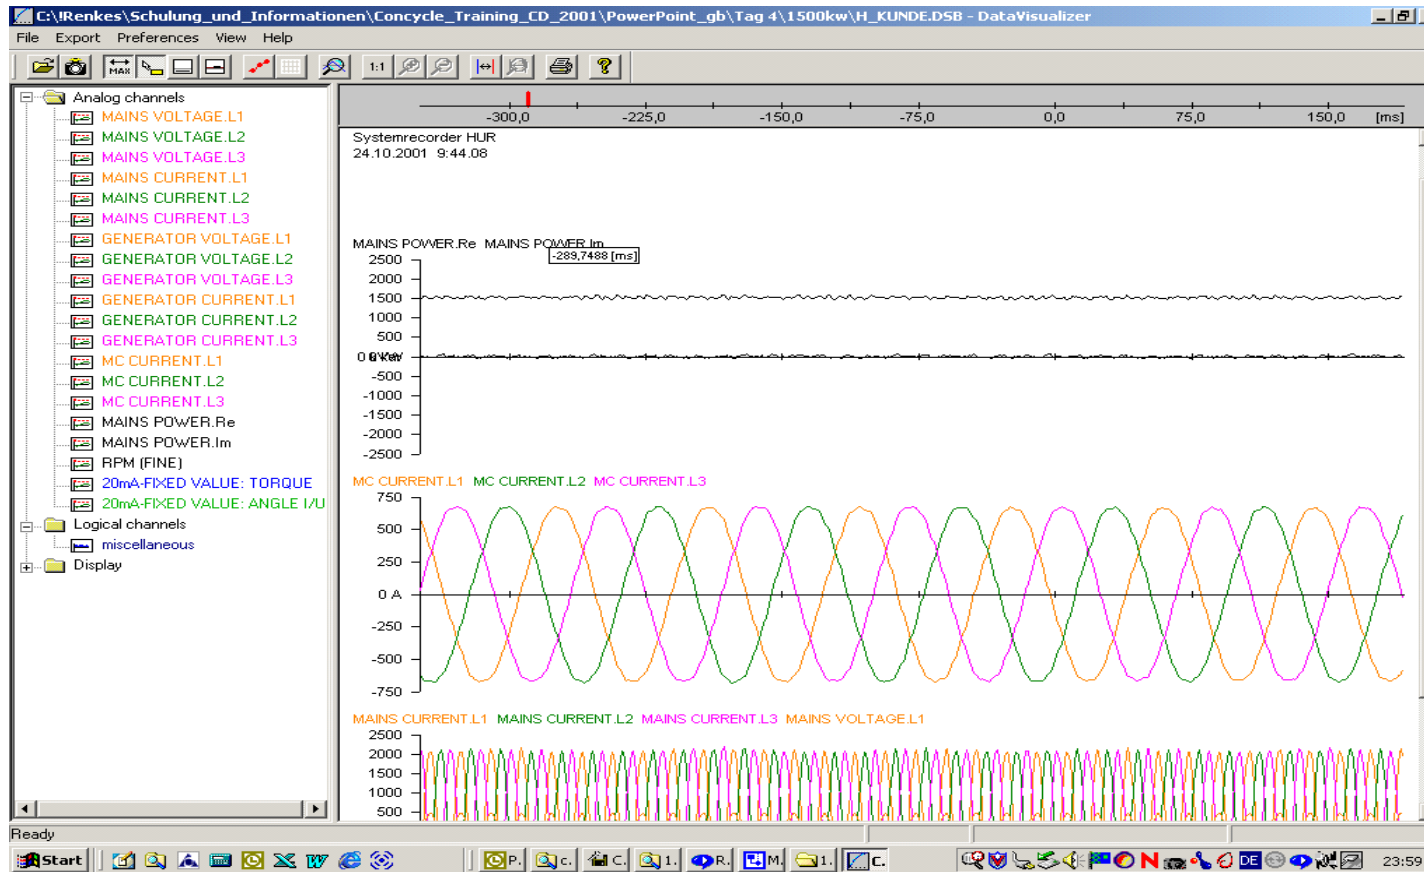 C:\!Renkes\Schulung_und_Informationen\Concycle_Training_CD_2001\PowerPoint_gb\Tag 4\1500kw\H_KUNDE.DSB - DataVisualizer
File Export Preferences View Help
MAX 1:1
Analog channels
MAINS VOLTAGE.L1
MAINS VOLTAGE.L2
MAINS VOLTAGE.L3
MAINS CURRENT.L1
MAINS CURRENT.L2
MAINS CURRENT.L3
GENERATOR VOLTAGE.L1
GENERATOR VOLTAGE.L2
GENERATOR VOLTAGE.L3
GENERATOR CURRENT.L1
GENERATOR CURRENT.L2
GENERATOR CURRENT.L3
MC CURRENT.L1
MC CURRENT.L2
MC CURRENT.L3
MAINS POWER.Re
MAINS POWER.Im
RPM (FINE)
20mA-FIXED VALUE: TORQUE
20mA-FIXED VALUE: ANGLE I/U
Logical channels
miscellaneous
Display
-300,0 -225,0 -150,0 -75,0 0,0 75,0 150,0 [ms]
Systemrecorder HUR
24.10.2001 9:44.08
MAINS POWER.Re MAINS POWER.Im
-289,7488 [ms]
2500
2000
1500
1000
500
-500
-1000
-1500
-2000
-2500
MC CURRENT.L1 MC CURRENT.L2 MC CURRENT.L3
750
500
250
0 A
-250
-500
-750
MAINS CURRENT.L1 MAINS CURRENT.L2 MAINS CURRENT.L3 MAINS VOLTAGE.L1
2500
2000
1500
1000
500
Ready
Start P. c. C. 1. R. M. 1. C. DE 23:59